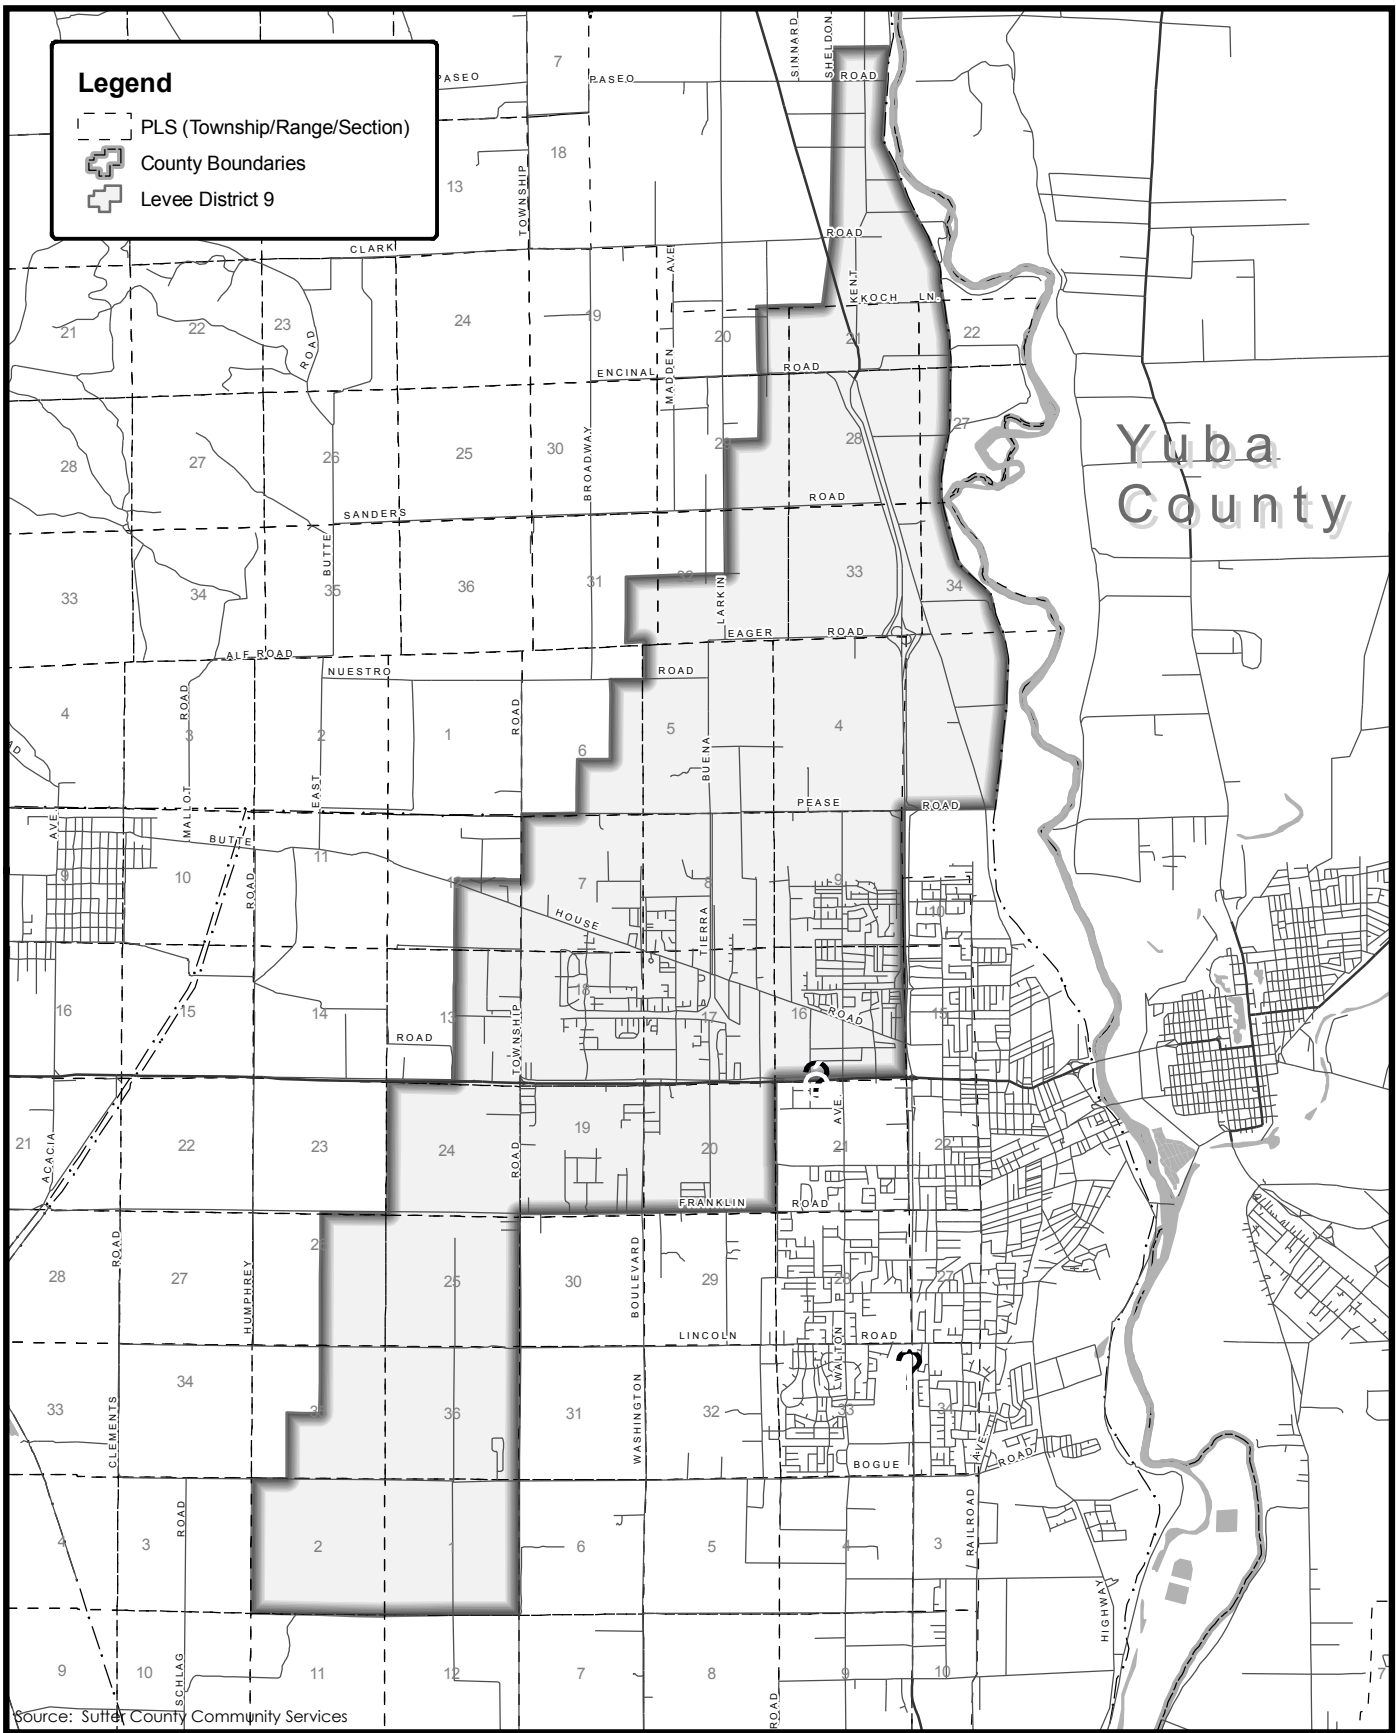 Legend
PLS (Township/Range/Section)
County Boundaries
Levee District 9
SINNARD
SHELDON
7
PASEO
PASEO
ROAD
18
13
TOWNSHIP
CLARK
ROAD
AVE
KENT
KOCH LN.
21
22
23
ROAD
24
19
20
21
22
MADDEN
ENCINAL
ROAD
28
27
26
25
30
BROADWAY
29
28
27
Yuba
County
SANDERS
ROAD
BUTTE
33
34
35
36
31
32
LARKIN
33
34
EAGER
ROAD
ALF ROAD
NUESTRO
ROAD
4
ROAD
3
2
1
ROAD
6
5
BUENA
4
MALLOT
EAST
PEASE
ROAD
AVE
BUTTE
9
10
ROAD
11
7
8
9
10
HOUSE
TIERRA
LL
16
15
14
13
ROAD
TOWNSHIP
18
17
16
ROAD
15
AVE.
21
ACACIA
22
23
24
ROAD
19
20
21
22
FRANKLIN
ROAD
28
ROAD
27
HUMPHREY
25
30
BOULEVARD
29
28
27
LINCOLN
ROAD
WALTON
33
CLEMENTS
34
35
36
31
WASHINGTON
32
33
34
AVE.
BOGUE
ROAD
4
3
ROAD
2
1
6
5
4
3
RAILROAD
HIGHWAY
9
10
SCHLAG
11
12
7
8
ROAD
9
10
7
Source: Sutter County Community Services